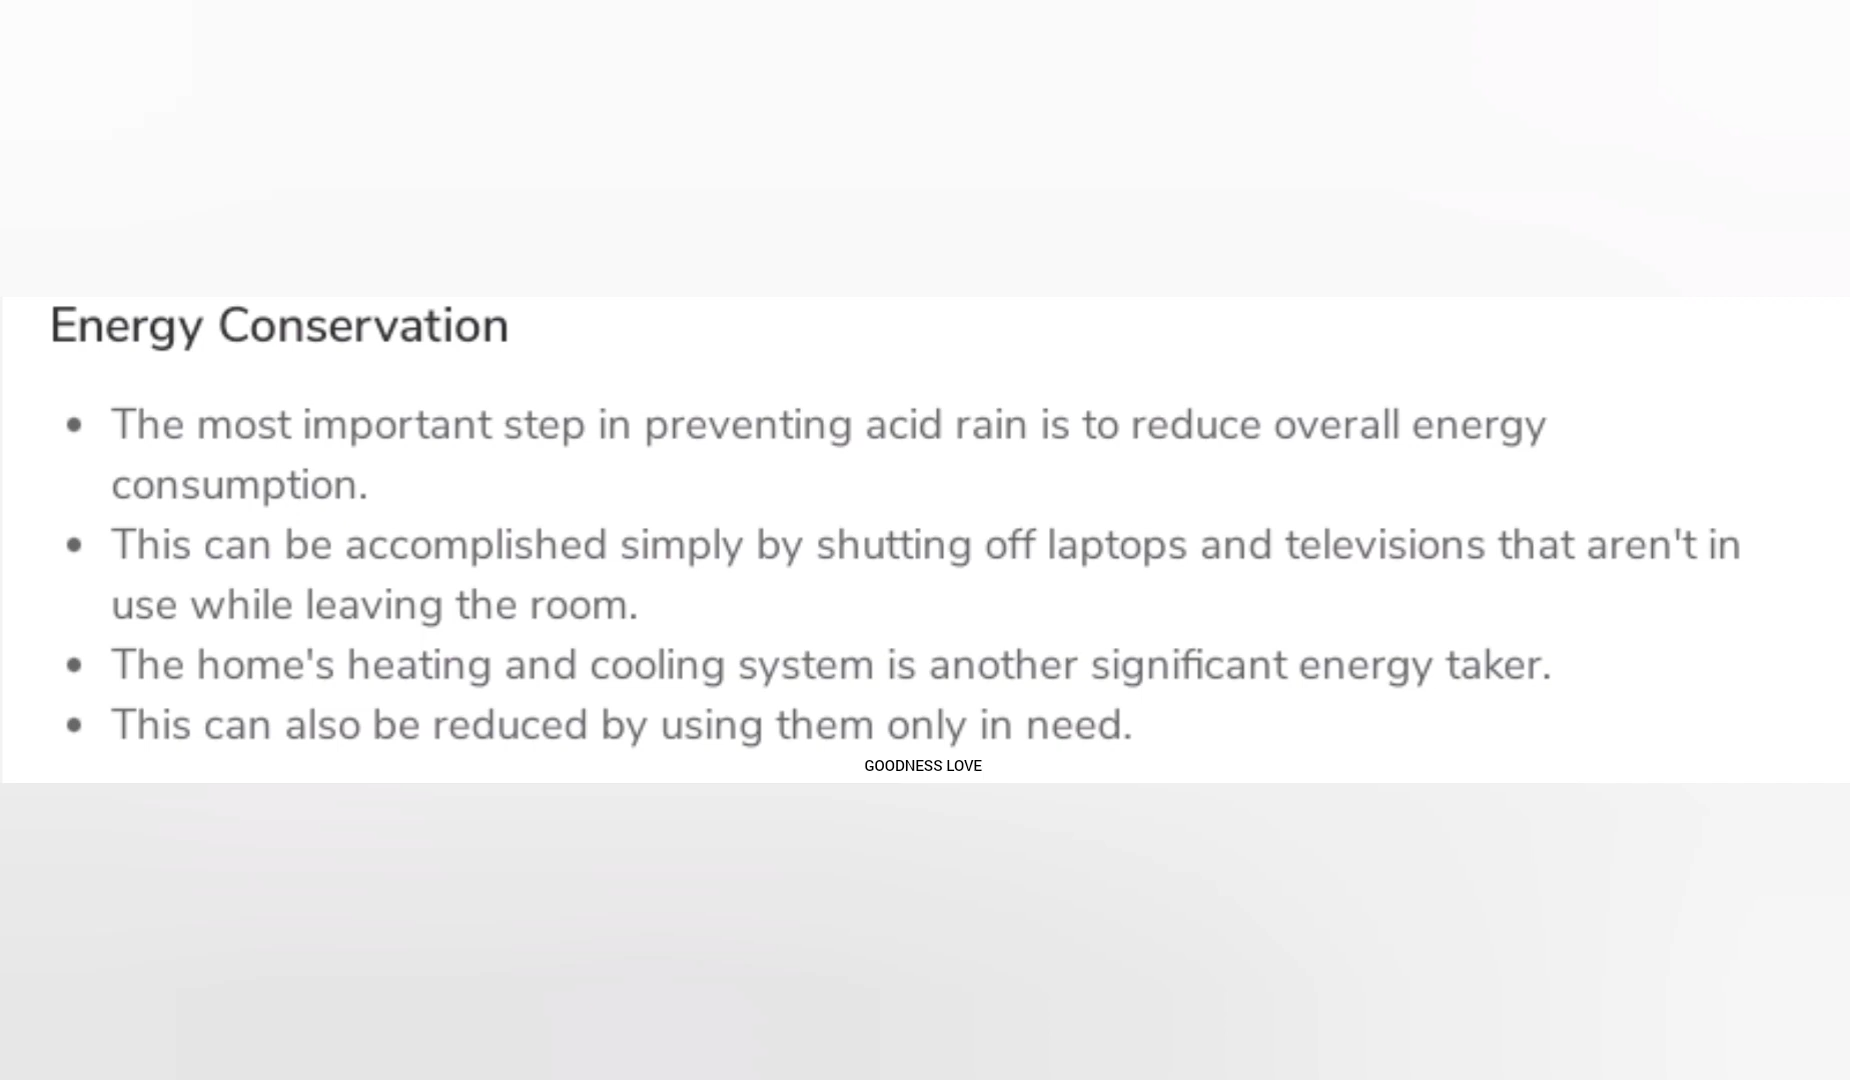 Energy Conservation
• The most important step in preventing acid rain is to reduce overall energy
consumption.
• This can be accomplished simply by shutting off laptops and televisions that aren't in
use while leaving the room.
• The home's heating and cooling system is another significant energy taker.
• This can also be reduced by using them only in need.
GOODNESS LOVE